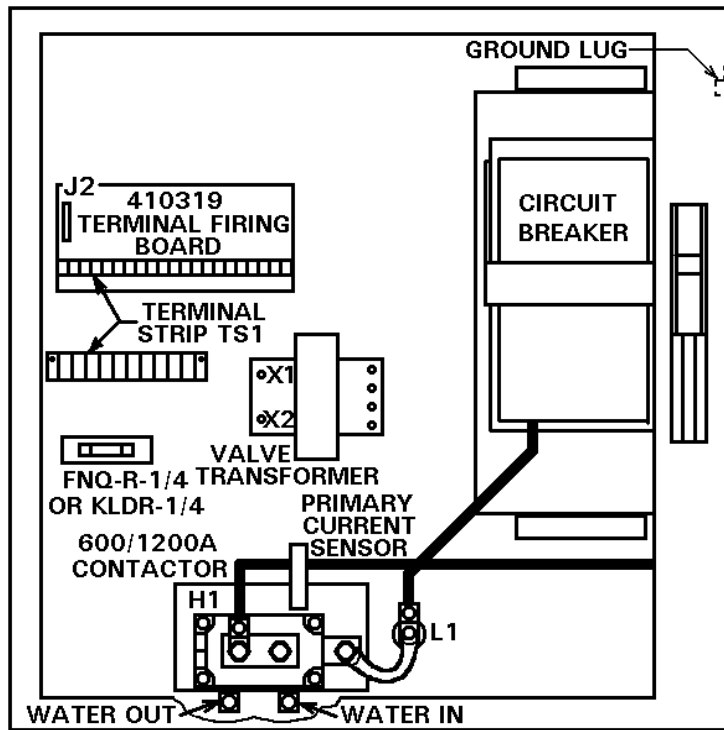 GROUND LUG
J2
410319
TERMINAL FIRING
BOARD
CIRCUIT
BREAKER
TERMINAL
STRIP TS1
X1
X2
VALVE
TRANSFORMER
FNQ-R-1/4
OR KLDR-1/4
PRIMARY
CURRENT
SENSOR
600/1200A
CONTACTOR
H1
L1
WATER OUT
WATER IN